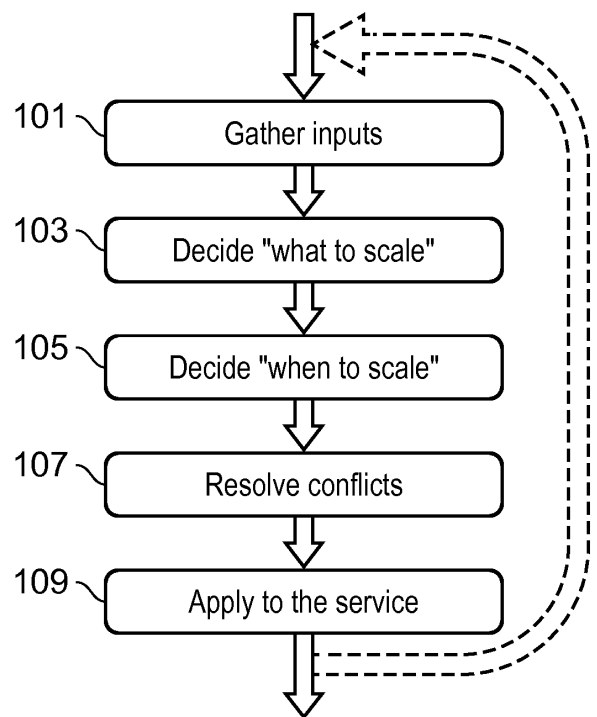 101
Gather inputs
103
Decide "what to scale"
105
Decide "when to scale"
107
Resolve conflicts
109
Apply to the service